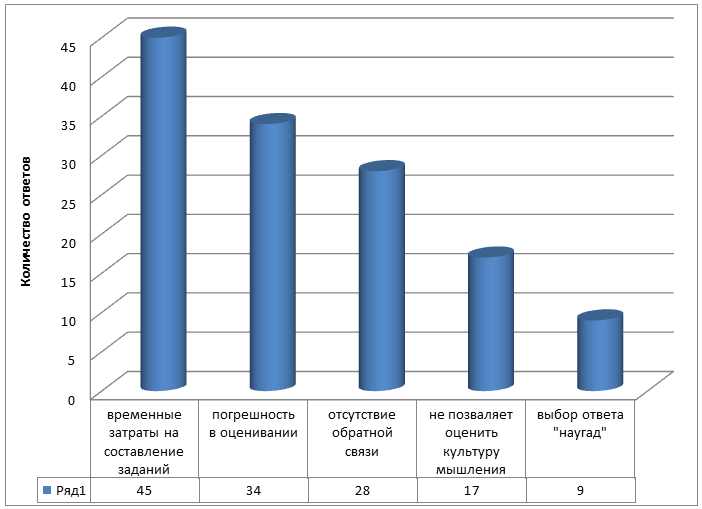 Количество ответов
45
40
35
30
25
20
15
10
5
0
временные
затраты на
составление
заданий
погрешность
в оценивании
отсутствие
обратной
связи
не позваляет
оценить
культуру
мышления
выбор ответа
"наугад"
Ряд1 45 34 28 17 9